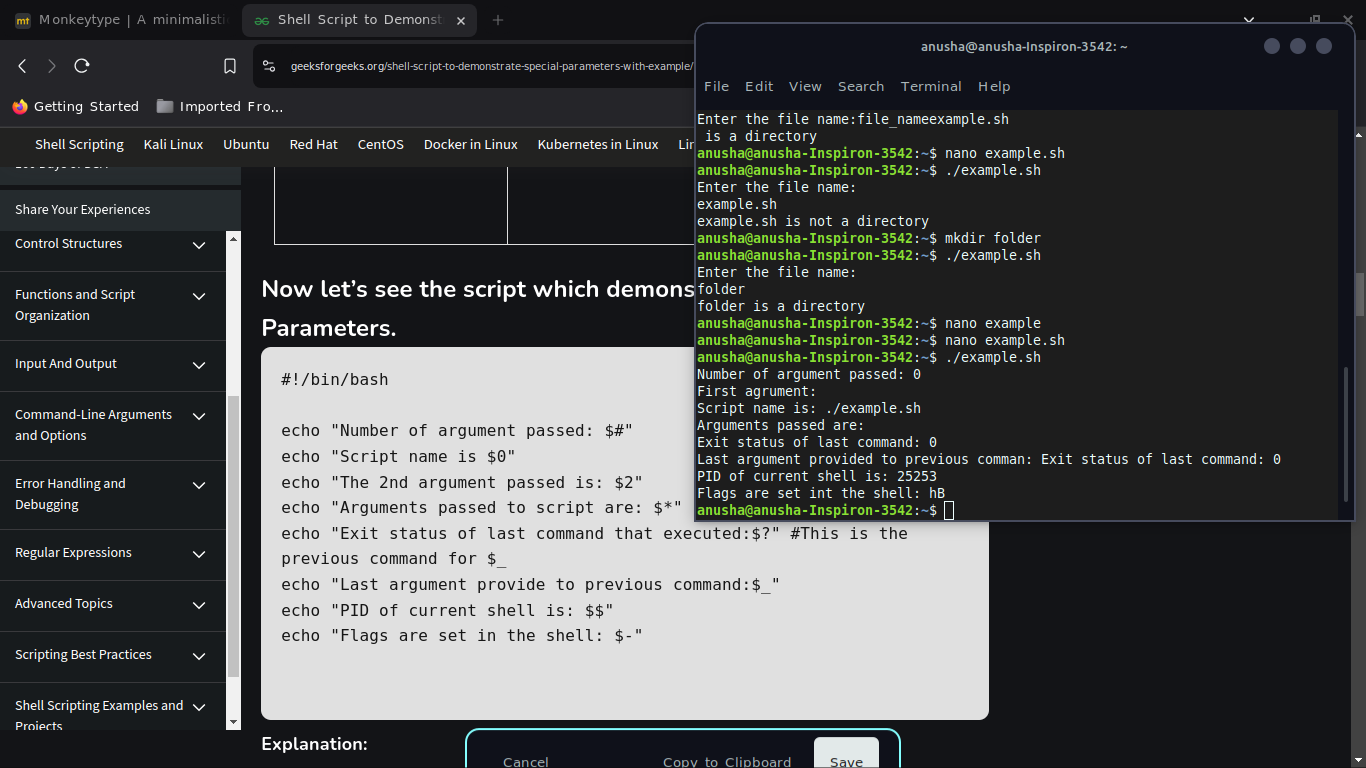 Monkeytype | A minimalisti
Shell Script to Demonst
geeksforgeeks.org/shell-script-to-demonstrate-special-parameters-with-example/
Getting Started
Imported Fro...
Shell Scripting Kali Linux Ubuntu Red Hat CentOS Docker in Linux Kubernetes in Linux Lin
Share Your Experiences
Control Structures
Functions and Script
Organization
Input And Output
Command-Line Arguments
and Options
Error Handling and
Debugging
Regular Expressions
Advanced Topics
Scripting Best Practices
Shell Scripting Examples and
Projects
Now let’s see the script which demons
Parameters.
#!/bin/bash
echo "Number of argument passed: $#"
echo "Script name is $0"
echo "The 2nd argument passed is: $2"
echo "Arguments passed to script are: $*"
echo "Exit status of last command that executed:$?" #This is the
previous command for $_
echo "Last argument provide to previous command:$_"
echo "PID of current shell is: $$"
echo "Flags are set in the shell: $-"
Explanation:
Cancel Copy to Clipboard Save
anusha@anusha-Inspiron-3542: ~
File Edit View Search Terminal Help
Enter the file name:file_nameexample.sh
 is a directory
anusha@anusha-Inspiron-3542:~$ nano example.sh
anusha@anusha-Inspiron-3542:~$ ./example.sh
Enter the file name:
example.sh
example.sh is not a directory
anusha@anusha-Inspiron-3542:~$ mkdir folder
anusha@anusha-Inspiron-3542:~$ ./example.sh
Enter the file name:
folder
folder is a directory
anusha@anusha-Inspiron-3542:~$ nano example
anusha@anusha-Inspiron-3542:~$ nano example.sh
anusha@anusha-Inspiron-3542:~$ ./example.sh
Number of argument passed: 0
First agrument:
Script name is: ./example.sh
Arguments passed are:
Exit status of last command: 0
Last argument provided to previous comman: Exit status of last command: 0
PID of current shell is: 25253
Flags are set int the shell: hB
anusha@anusha-Inspiron-3542:~$